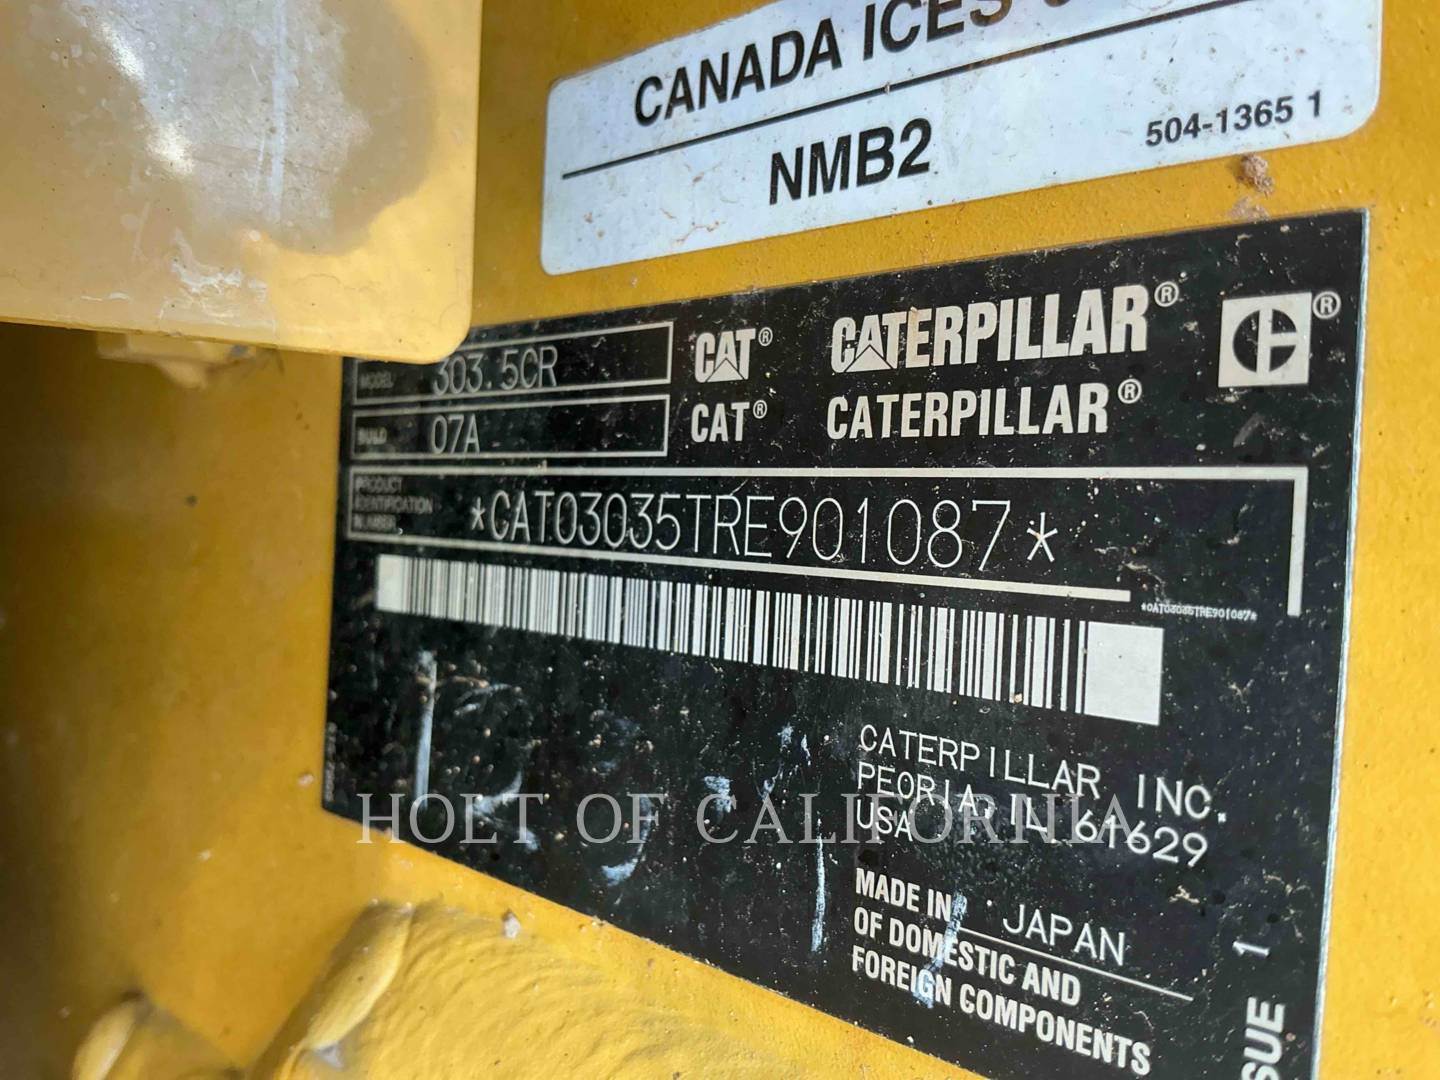 CANADA ICES
NMB2
504-1365 1
MODEL 303.5CR
BUILD 07A
CAT® CATERPILLAR® ®
CAT® CATERPILLAR®
PRODUCT
IDENTIFICATION
NUMBER
*CAT03035TRE901087*
*CAT03035TRE901087*
CATERPILLAR INC.
PEORIA, IL 61629
USA
HOLT OF CALIFORNIA
MADE IN JAPAN
OF DOMESTIC AND
FOREIGN COMPONENTS
SUE 1